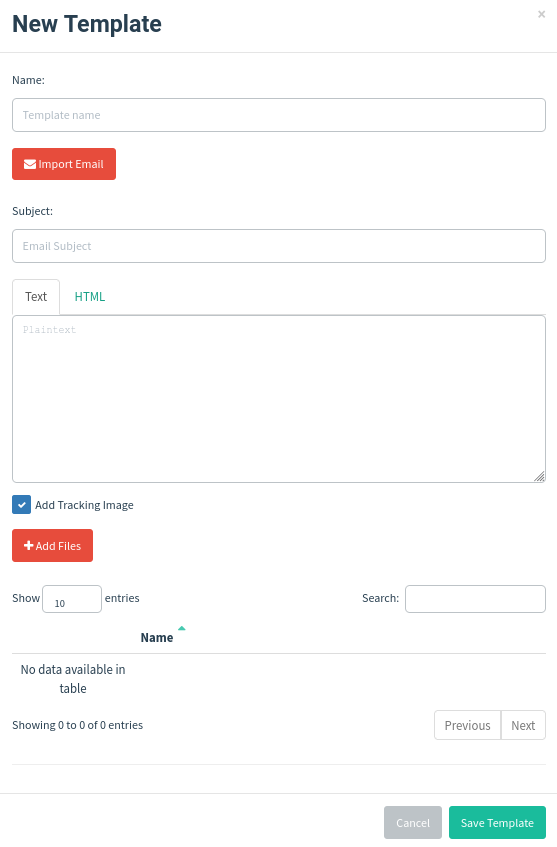 New Template
×
Name:
Template name
Import Email
Subject:
Email Subject
Text HTML
Plaintext
Add Tracking Image
+ Add Files
Show 10 entries Search:
Name
No data available in
table
Showing 0 to 0 of 0 entries Previous Next
Cancel Save Template